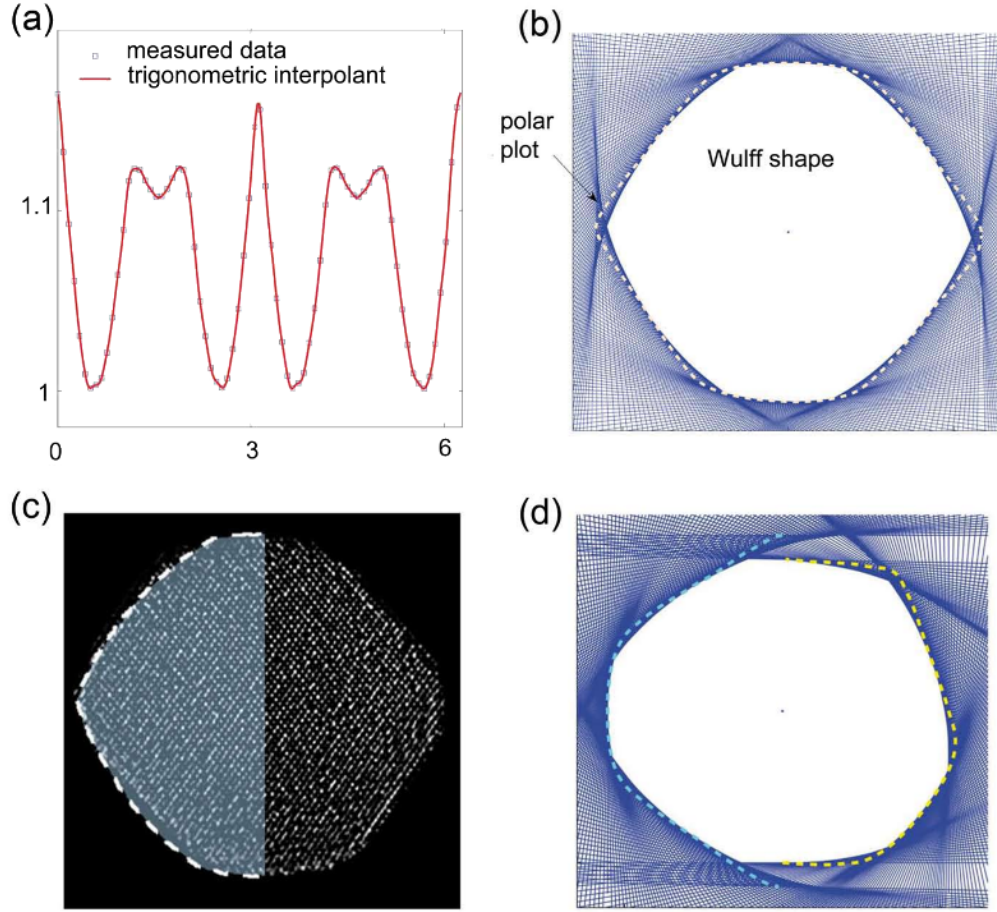 (a)
measured data
trigonometric interpolant
1.1
1
0
3
6
(b)
polar
plot
Wulff shape
(c)
(d)